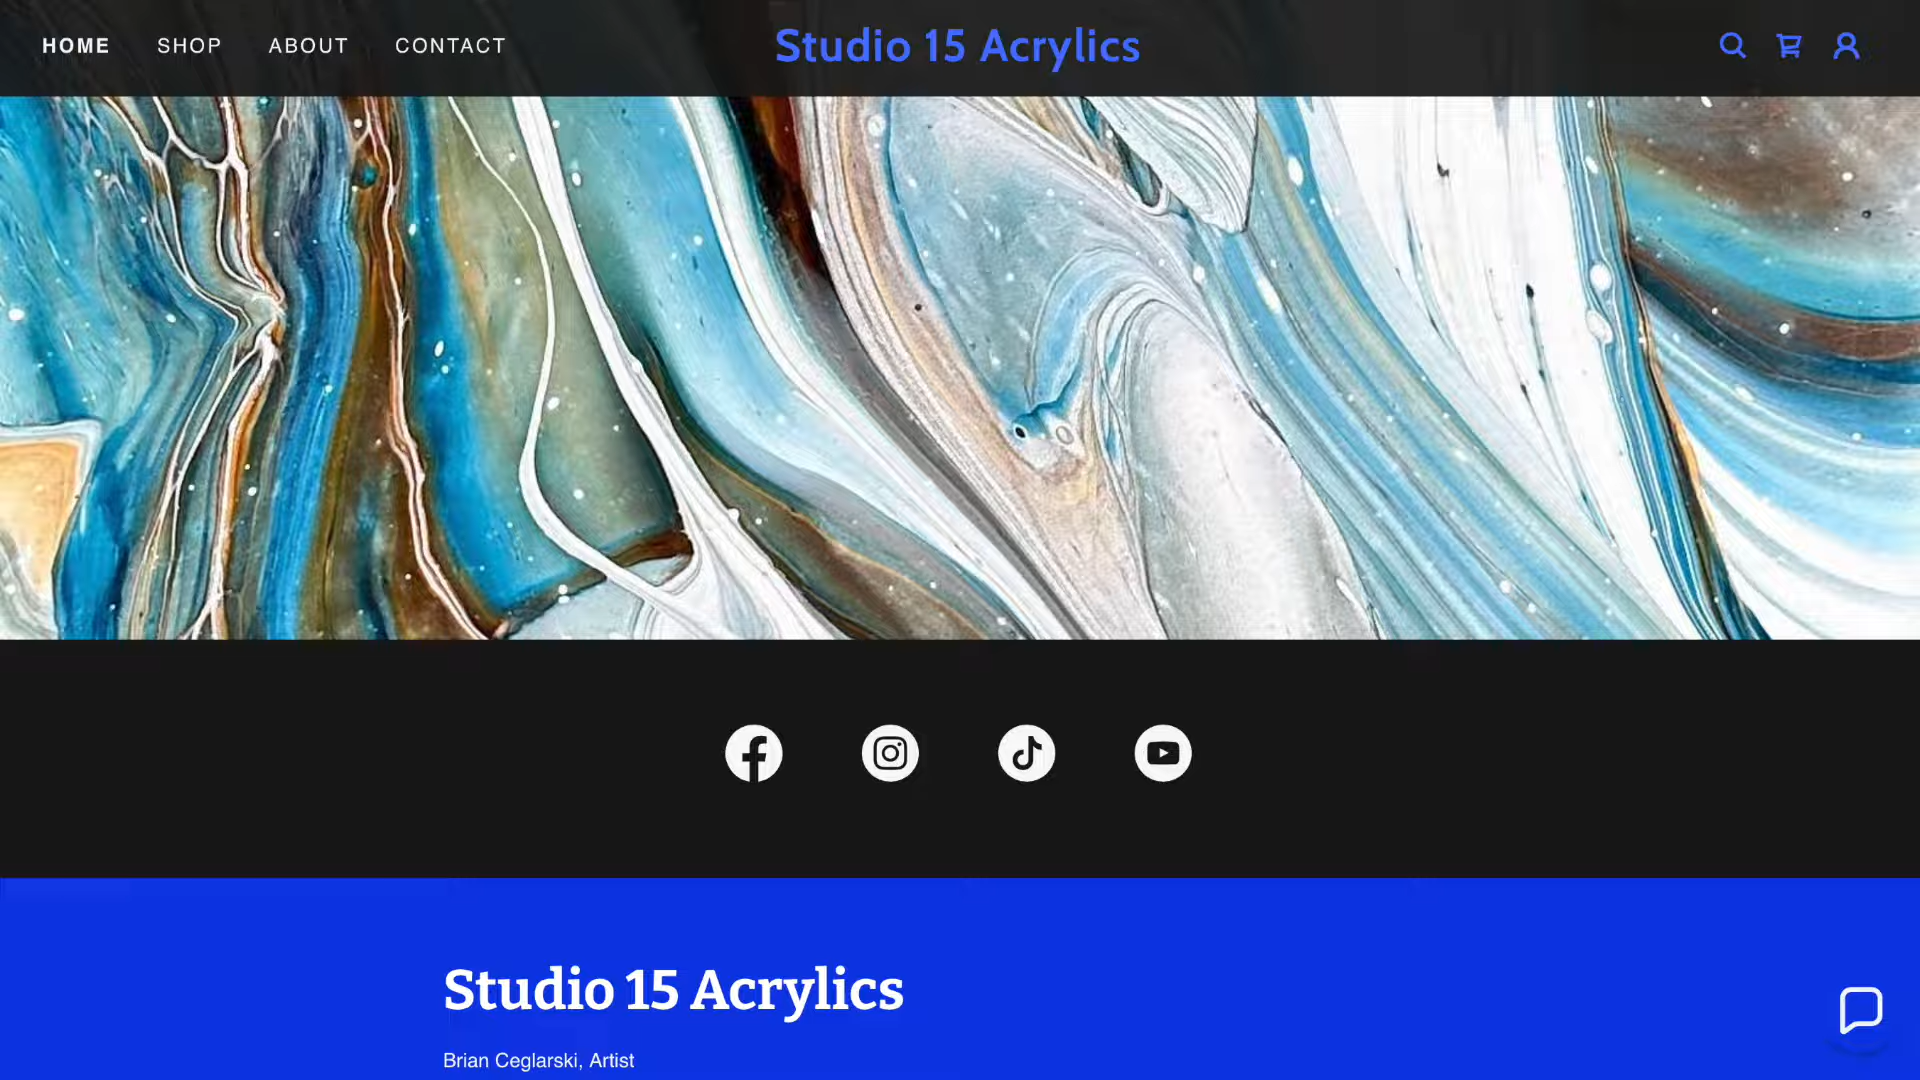 HOME SHOP ABOUT CONTACT Studio 15 Acrylics
Studio 15 Acrylics
Brian Ceglarski, Artist